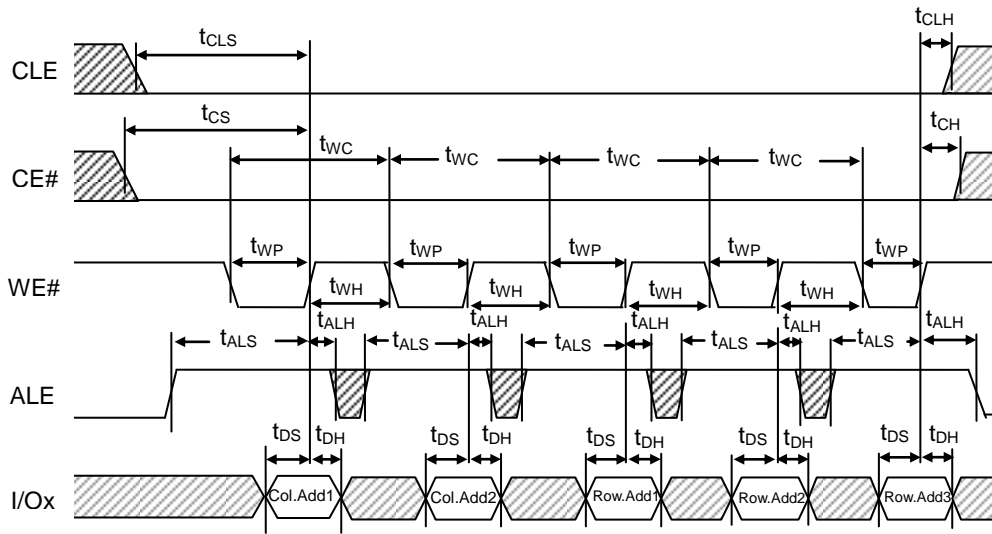 tCLS
tCLH
CLE
tCS
tCH
tWC
tWC
tWC
tWC
CE#
tWP
tWP
tWP
tWP
tWP
WE#
tWH
tWH
tWH
tWH
tALS
tALH
tALS
tALH
tALS
tALH
tALS
tALH
tALS
tALH
ALE
tDS
tDH
tDS
tDH
tDS
tDH
tDS
tDH
tDS
tDH
I/Ox
Col.Add1
Col.Add2
Row.Add1
Row.Add2
Row.Add3